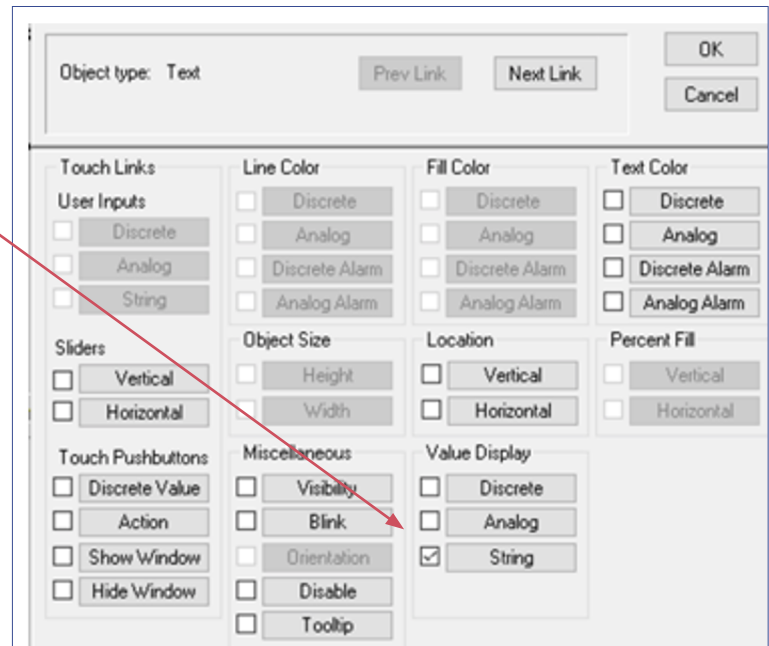 Object type: Text
Prev Link
Next Link
OK
Cancel
Touch Links
User Inputs
Discrete
Analog
String
Sliders
Vertical
Horizontal
Touch Pushbuttons
Discrete Value
Action
Show Window
Hide Window
Line Color
Discrete
Analog
Discrete Alarm
Analog Alarm
Object Size
Height
Width
Miscellaneous
Visibility
Blink
Orientation
Disable
Tooltip
Fill Color
Discrete
Analog
Discrete Alarm
Analog Alarm
Location
Vertical
Horizontal
Value Display
Discrete
Analog
String
Text Color
Discrete
Analog
Discrete Alarm
Analog Alarm
Percent Fill
Vertical
Horizontal